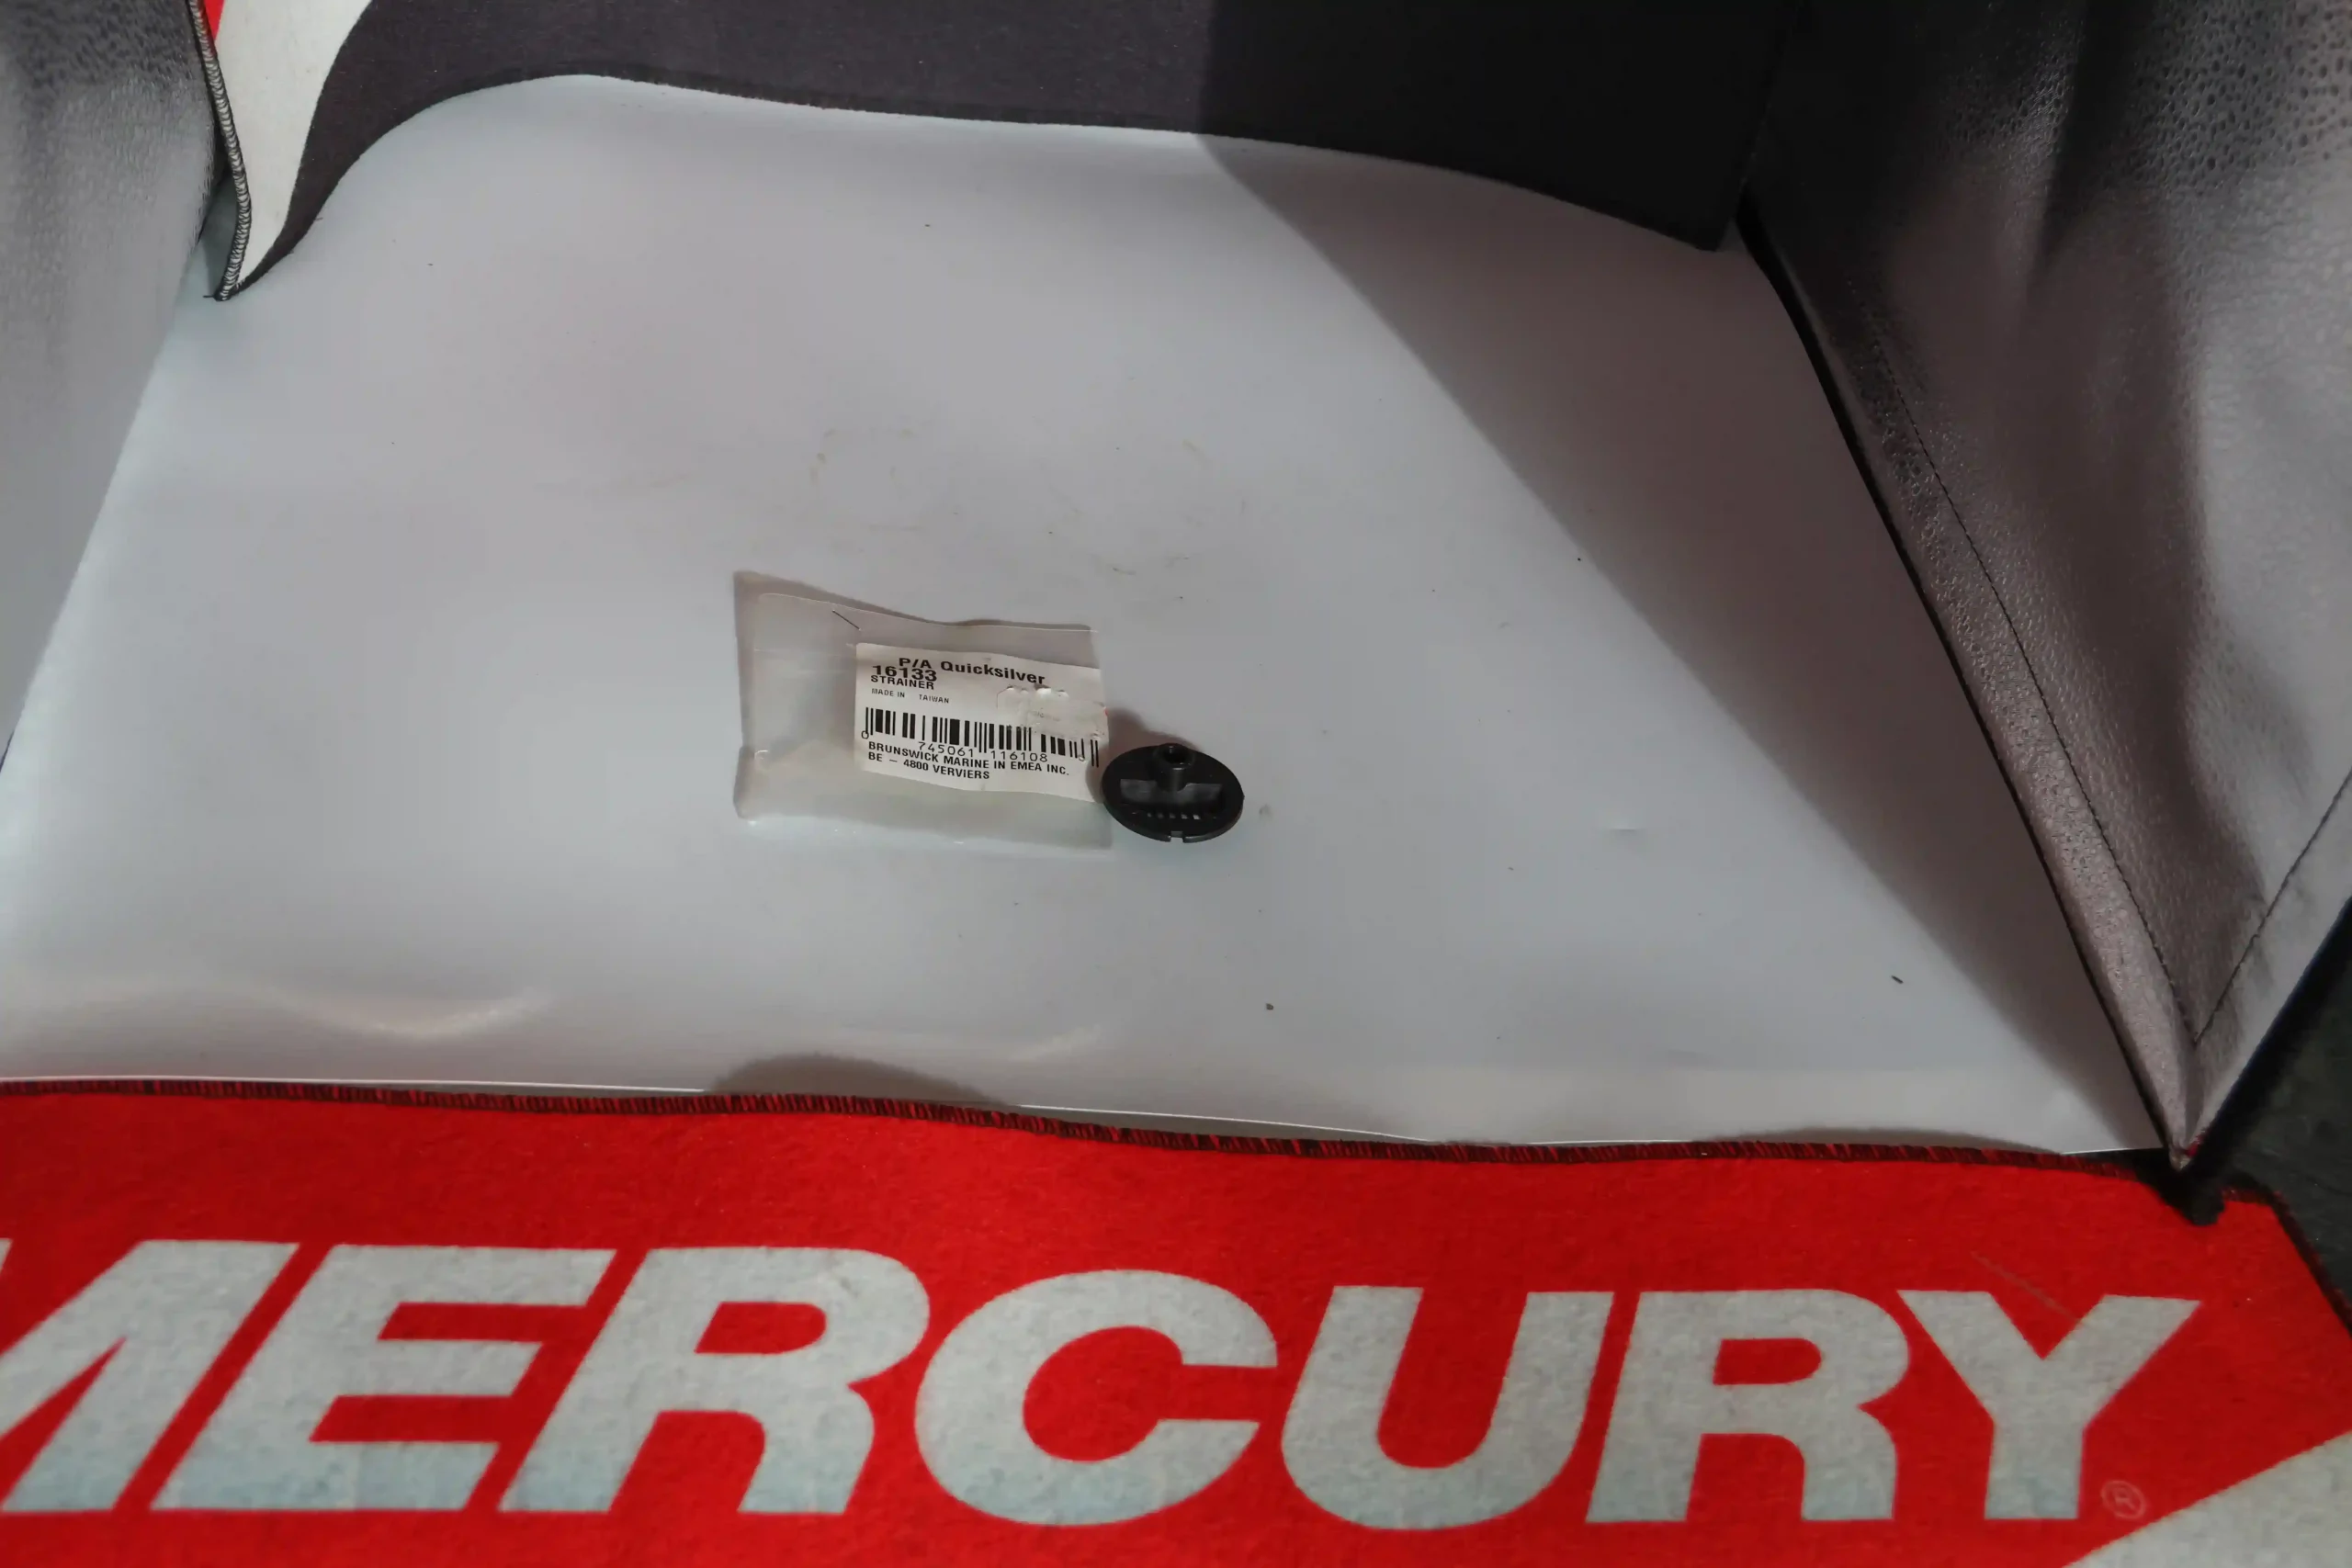 P/A Quicksilver
16133
STRAINER
MADE IN TAIWAN
0 745061 116108
BRUNSWICK MARINE IN EMEA INC.
BE – 4800 VERVIERS
MERCURY®